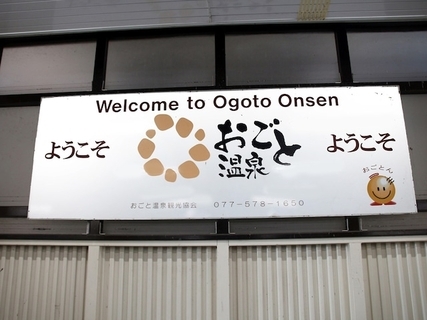 Welcome to Ogoto Onsen
ようこそ
おごと
温泉
ようこそ
おごとん
おごと温泉観光協会 077-578-1650